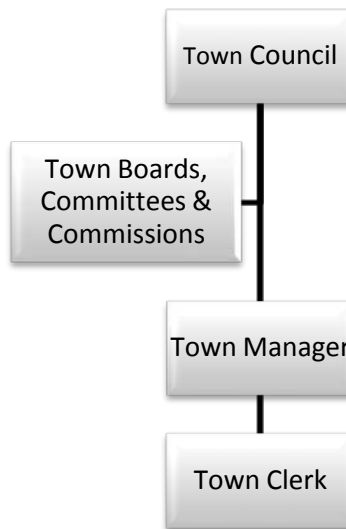 Town Council
Town Boards,
Committees &
Commissions
Town Manager
Town Clerk